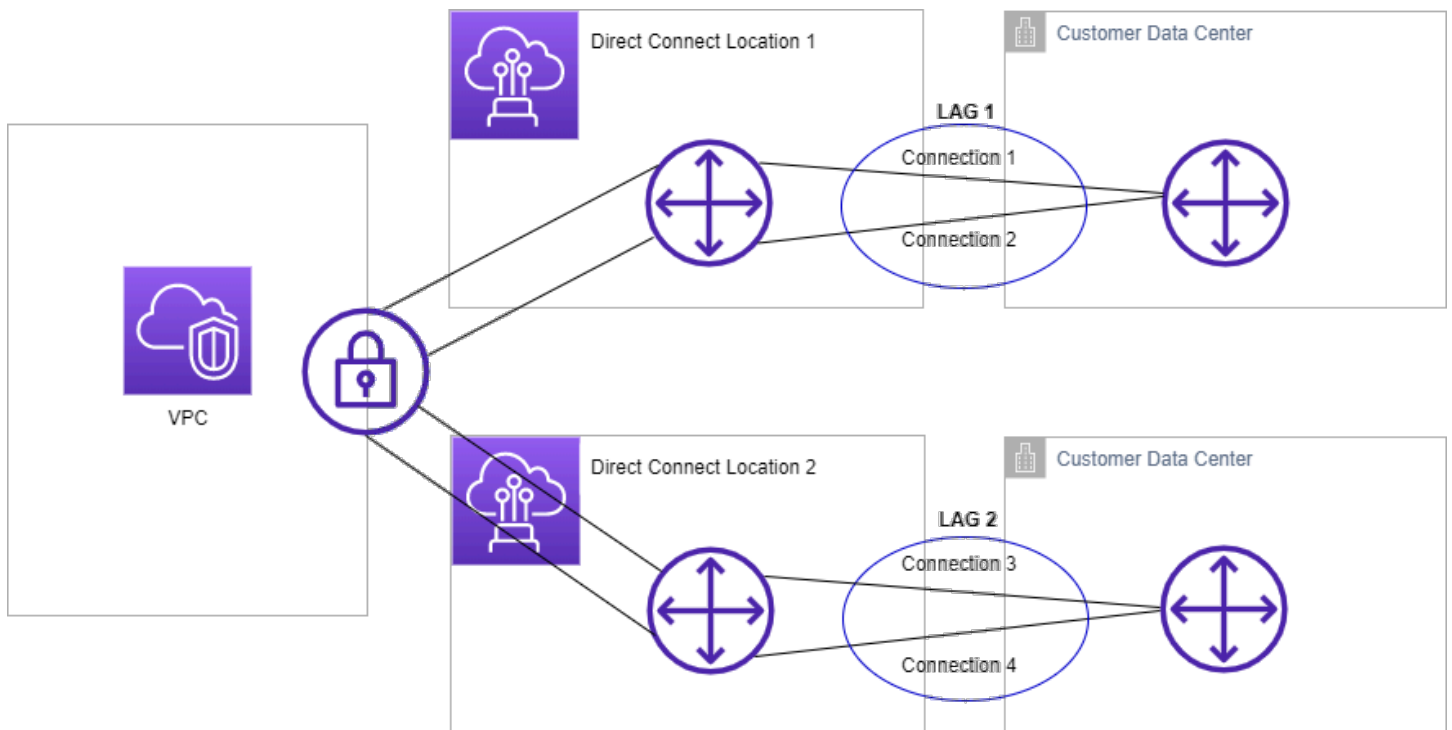 Direct Connect Location 1
Customer Data Center
LAG 1
Connection 1
Connection 2
VPC
Direct Connect Location 2
Customer Data Center
LAG 2
Connection 3
Connection 4